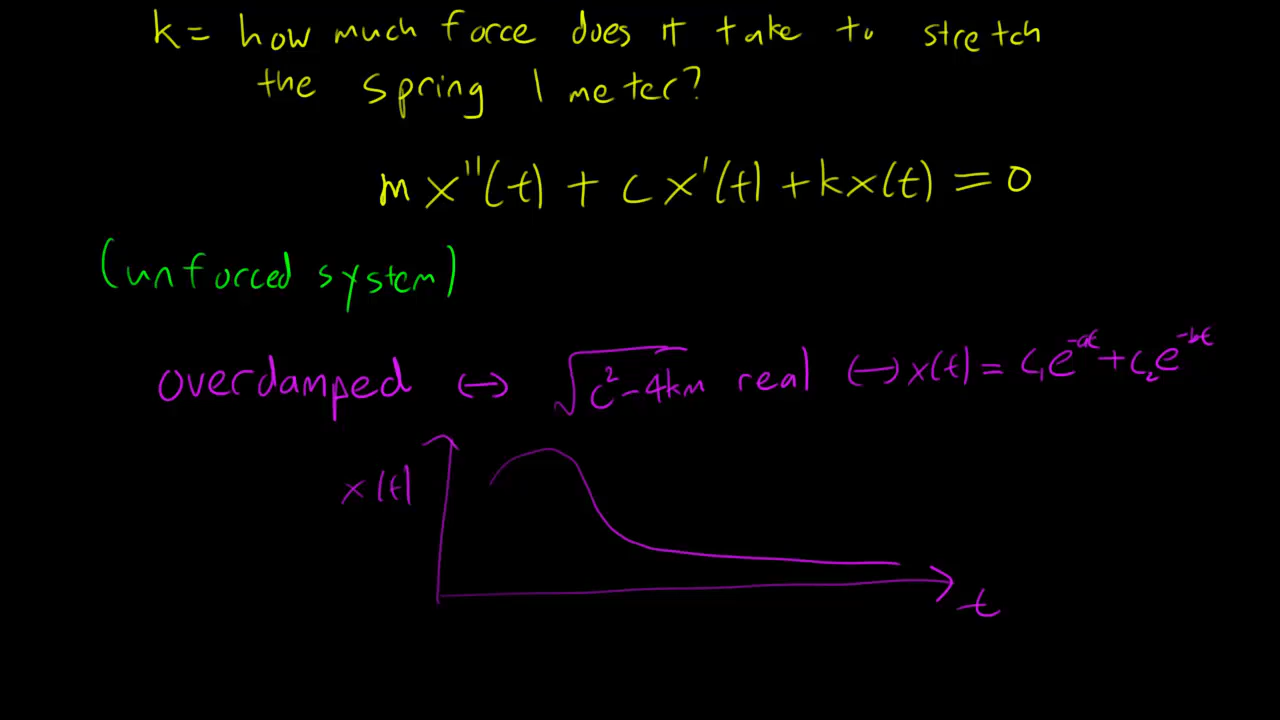 k = how much force does it take to stretch
the spring 1 meter?
m x''(t) + c x'(t) + k x(t) = 0
(unforced system)
overdamped ↔ √(c² - 4km) real ↔ x(t) = c₁e^(-at) + c₂e^(-bt)
x(t)
t